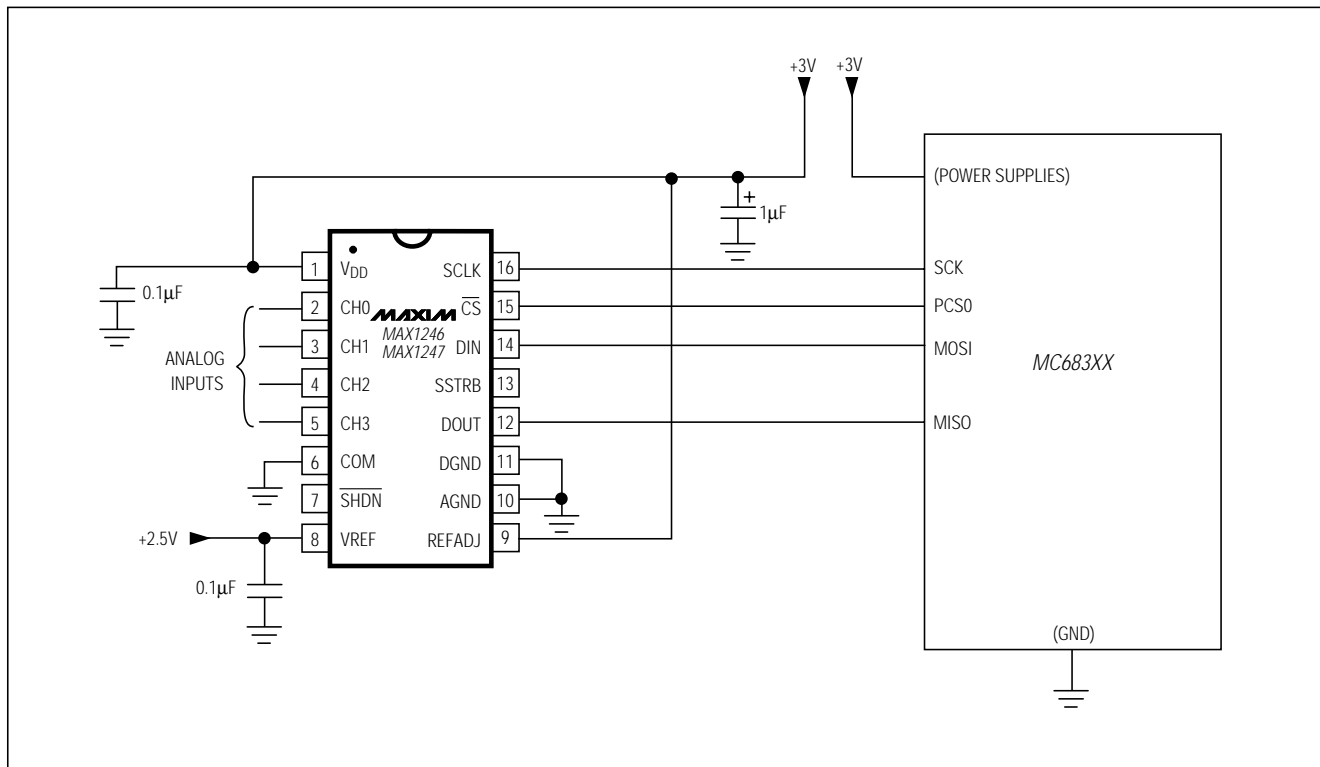 +3V +3V
(POWER SUPPLIES)
+
1µF
0.1µF
1 VDD SCLK 16 SCK
2 CH0 MAXIM CS 15 PCS0
MAX1246
MAX1247
3 CH1 DIN 14 MOSI
ANALOG
INPUTS
4 CH2 SSTRB 13
5 CH3 DOUT 12 MISO
6 COM DGND 11
7 SHDN AGND 10
+2.5V 8 VREF REFADJ 9
0.1µF
MC683XX
(GND)